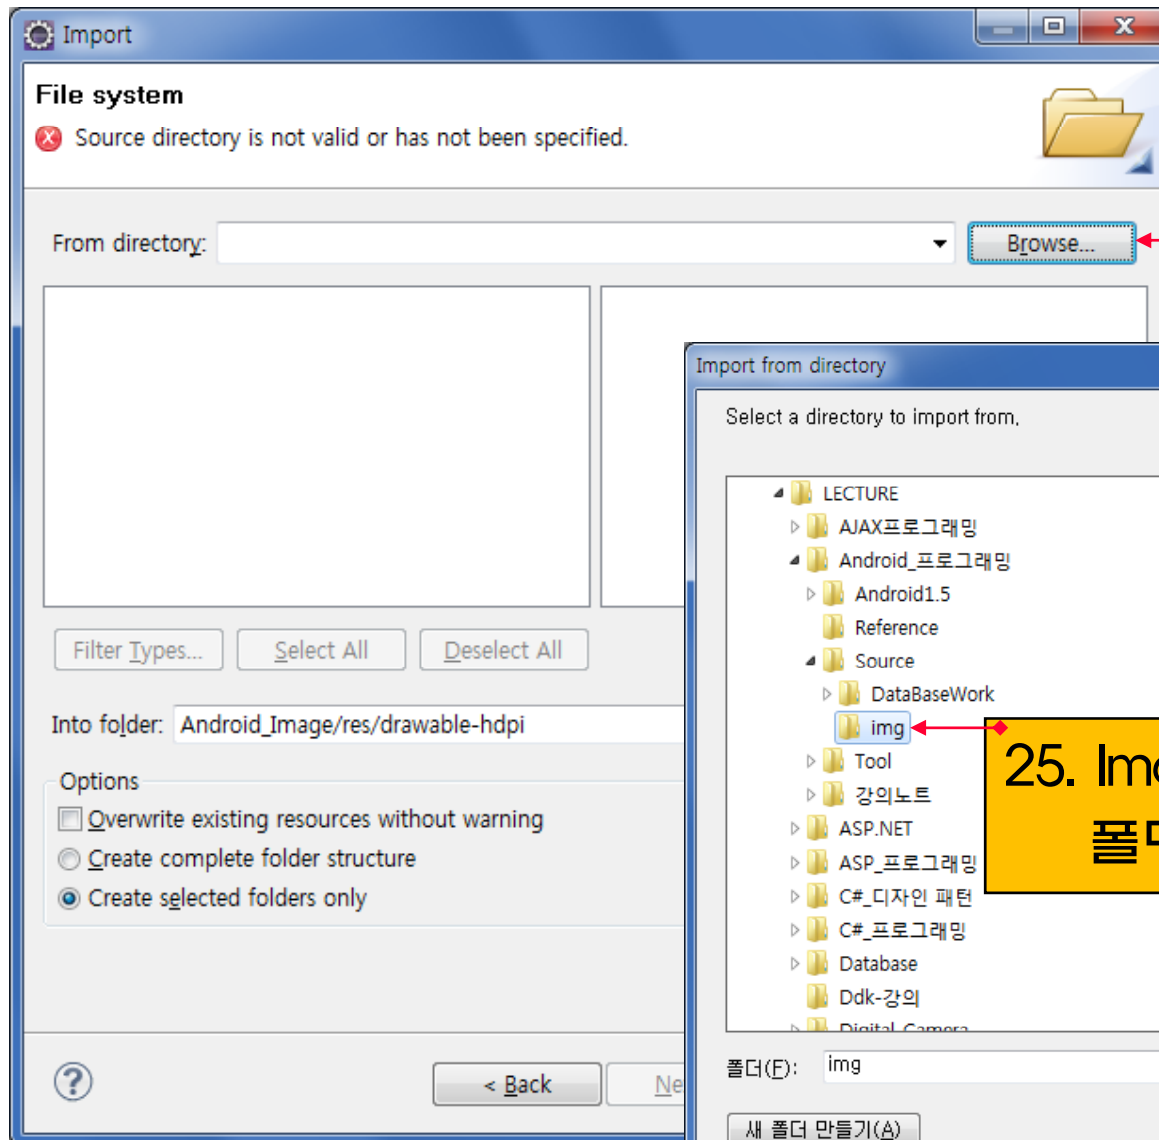 Import
File system
Source directory is not valid or has not been specified.
From directory:
Browse...
Filter Types...
Select All
Deselect All
Into folder: Android_Image/res/drawable-hdpi
Options
Overwrite existing resources without warning
Create complete folder structure
Create selected folders only
< Back
Import from directory
Select a directory to import from.
LECTURE
AJAX프로그래밍
Android_프로그래밍
Android1.5
Reference
Source
DataBaseWork
img
Tool
강의노트
ASP.NET
ASP_프로그래밍
C#_디자인 패턴
C#_프로그래밍
Database
Ddk-강의
Digital Camera
폴더(F): img
새 폴더 만들기(A)
25.